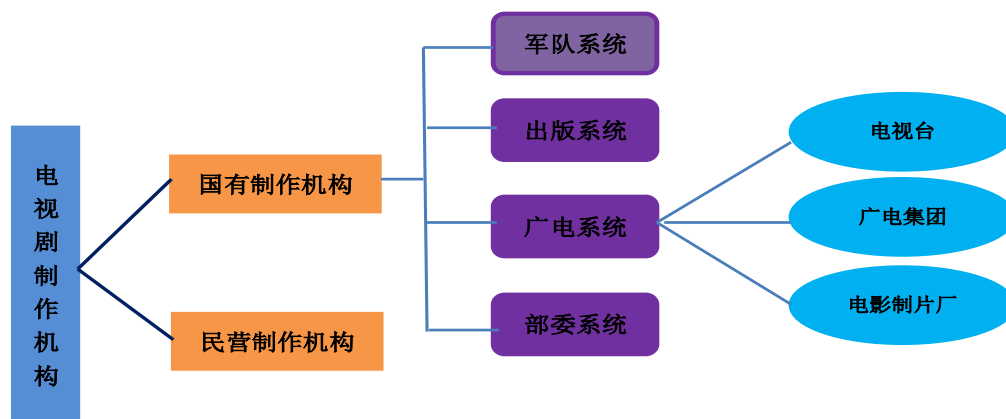 电视剧制作机构
国有制作机构
民营制作机构
军队系统
出版系统
广电系统
部委系统
电视台
广电集团
电影制片厂